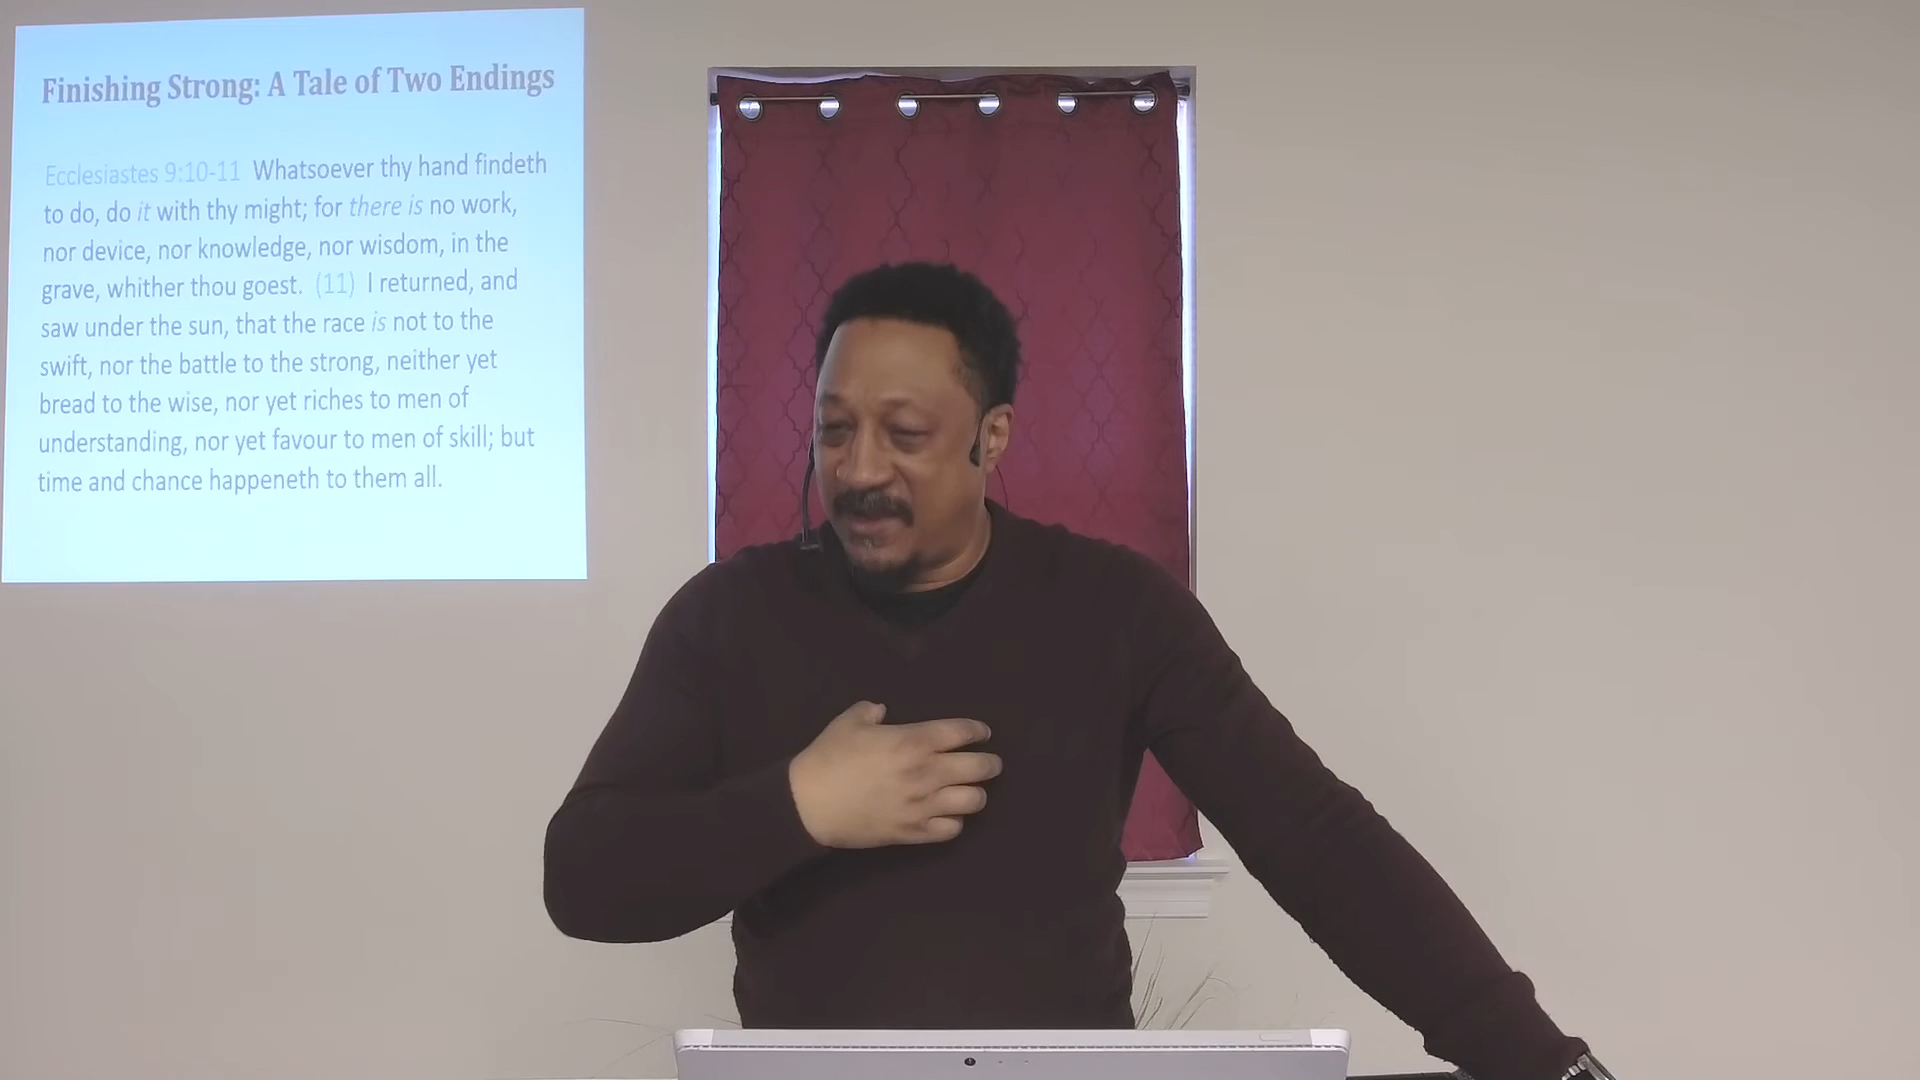 Finishing Strong: A Tale of Two Endings
Ecclesiastes 9:10-11 Whatsoever thy hand findeth
to do, do it with thy might; for there is no work,
nor device, nor knowledge, nor wisdom, in the
grave, whither thou goest. (11) I returned, and
saw under the sun, that the race is not to the
swift, nor the battle to the strong, neither yet
bread to the wise, nor yet riches to men of
understanding, nor yet favour to men of skill; but
time and chance happeneth to them all.